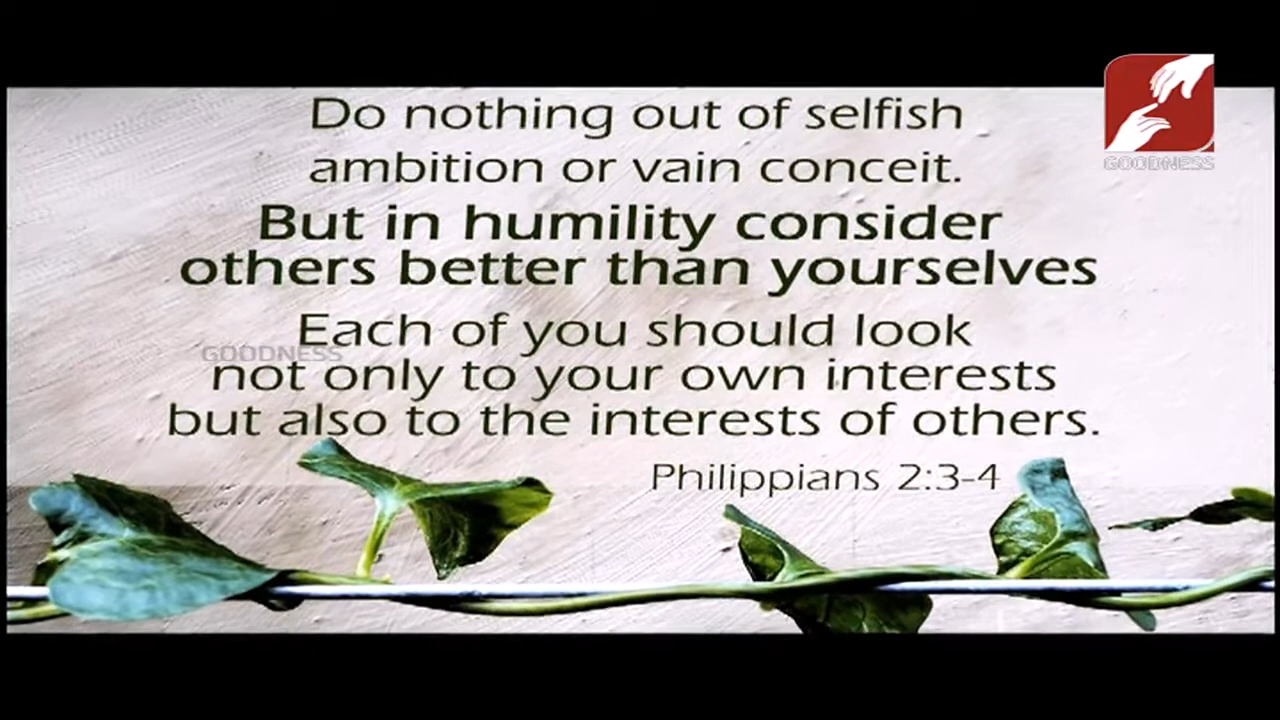 Do nothing out of selfish
ambition or vain conceit.
But in humility consider
others better than yourselves
Each of you should look
not only to your own interests
but also to the interests of others.
Philippians 2:3-4
GOODNESS
GOODNESS